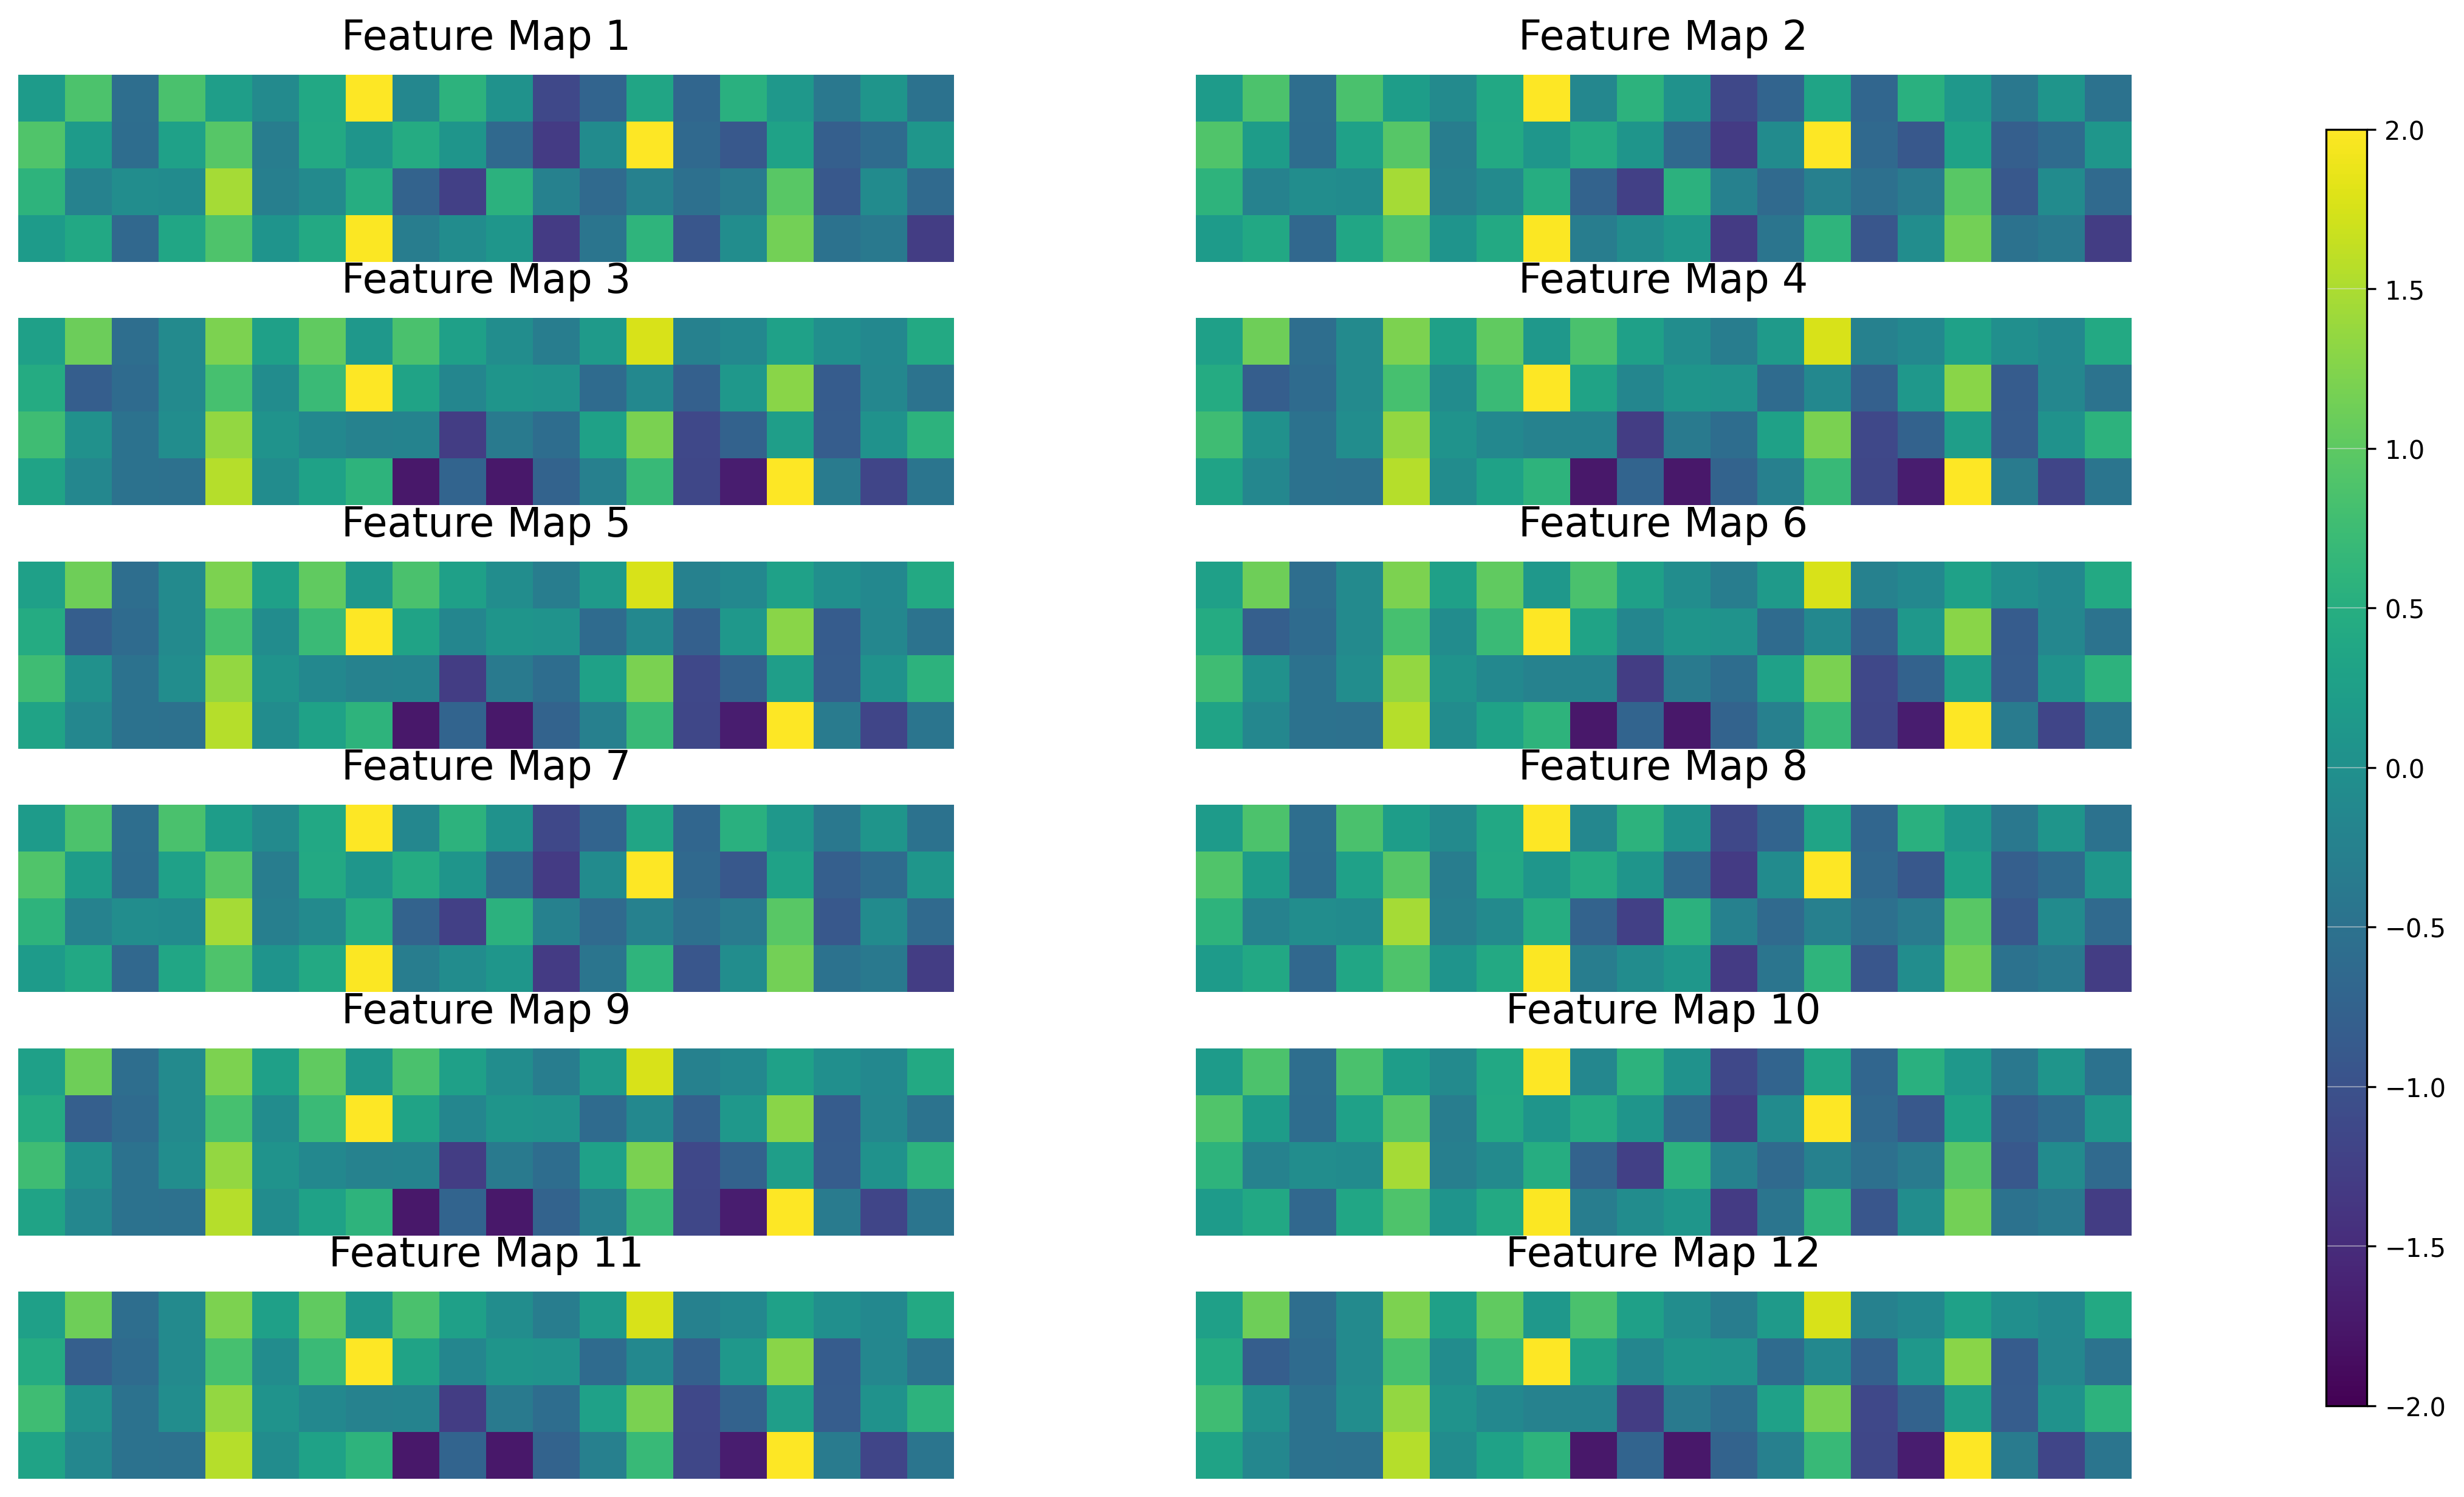 Feature Map 1
Feature Map 2
Feature Map 3
Feature Map 4
Feature Map 5
Feature Map 6
Feature Map 7
Feature Map 8
Feature Map 9
Feature Map 10
Feature Map 11
Feature Map 12
2.0
1.5
1.0
0.5
0.0
−0.5
−1.0
−1.5
−2.0